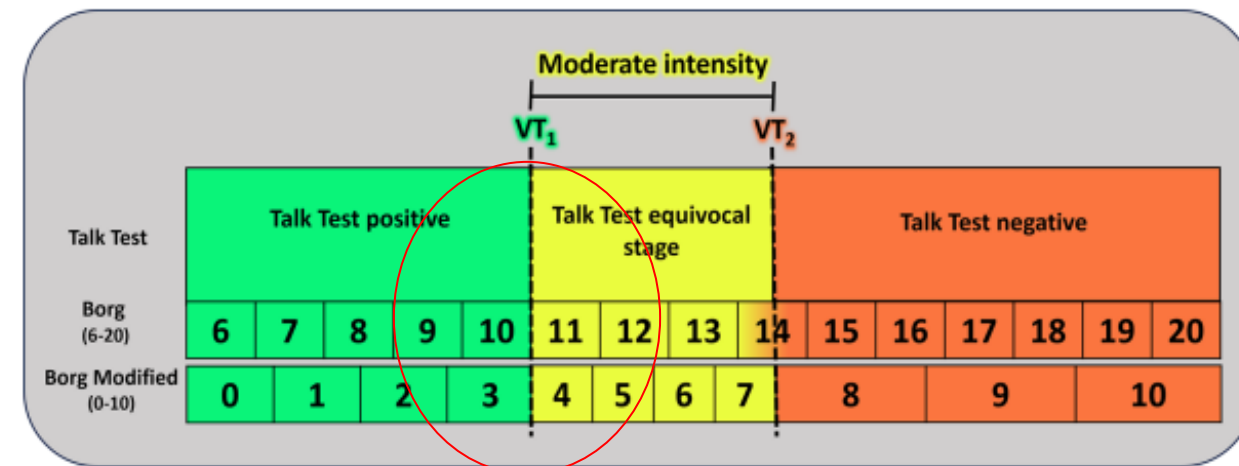 Moderate intensity
VT₁ VT₂
Talk Test Talk Test positive Talk Test equivocal stage Talk Test negative
Borg (6-20) 6 7 8 9 10 11 12 13 14 15 16 17 18 19 20
Borg Modified (0-10) 0 1 2 3 4 5 6 7 8 9 10